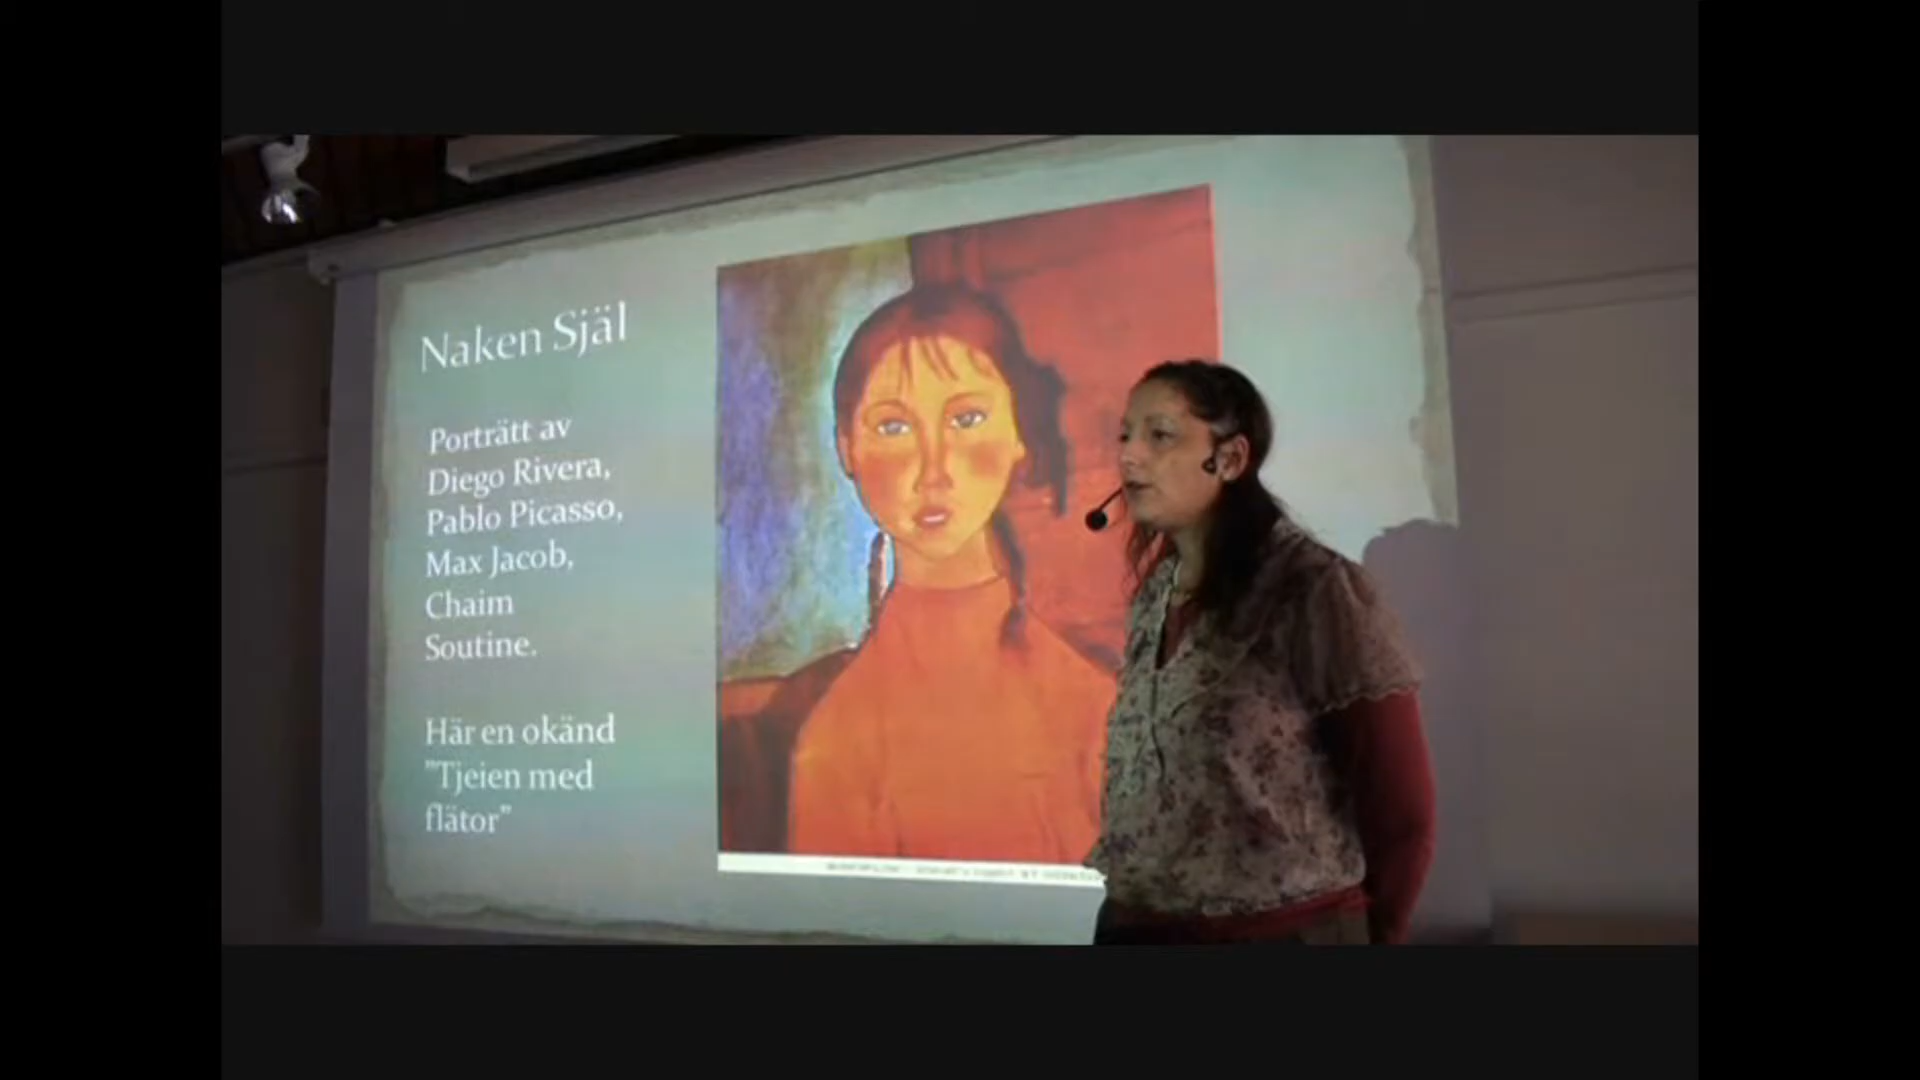 Naken Själ
Porträtt av
Diego Rivera,
Pablo Picasso,
Max Jacob,
Chaim
Soutine.
Här en okänd
"Tjeien med
flätor"